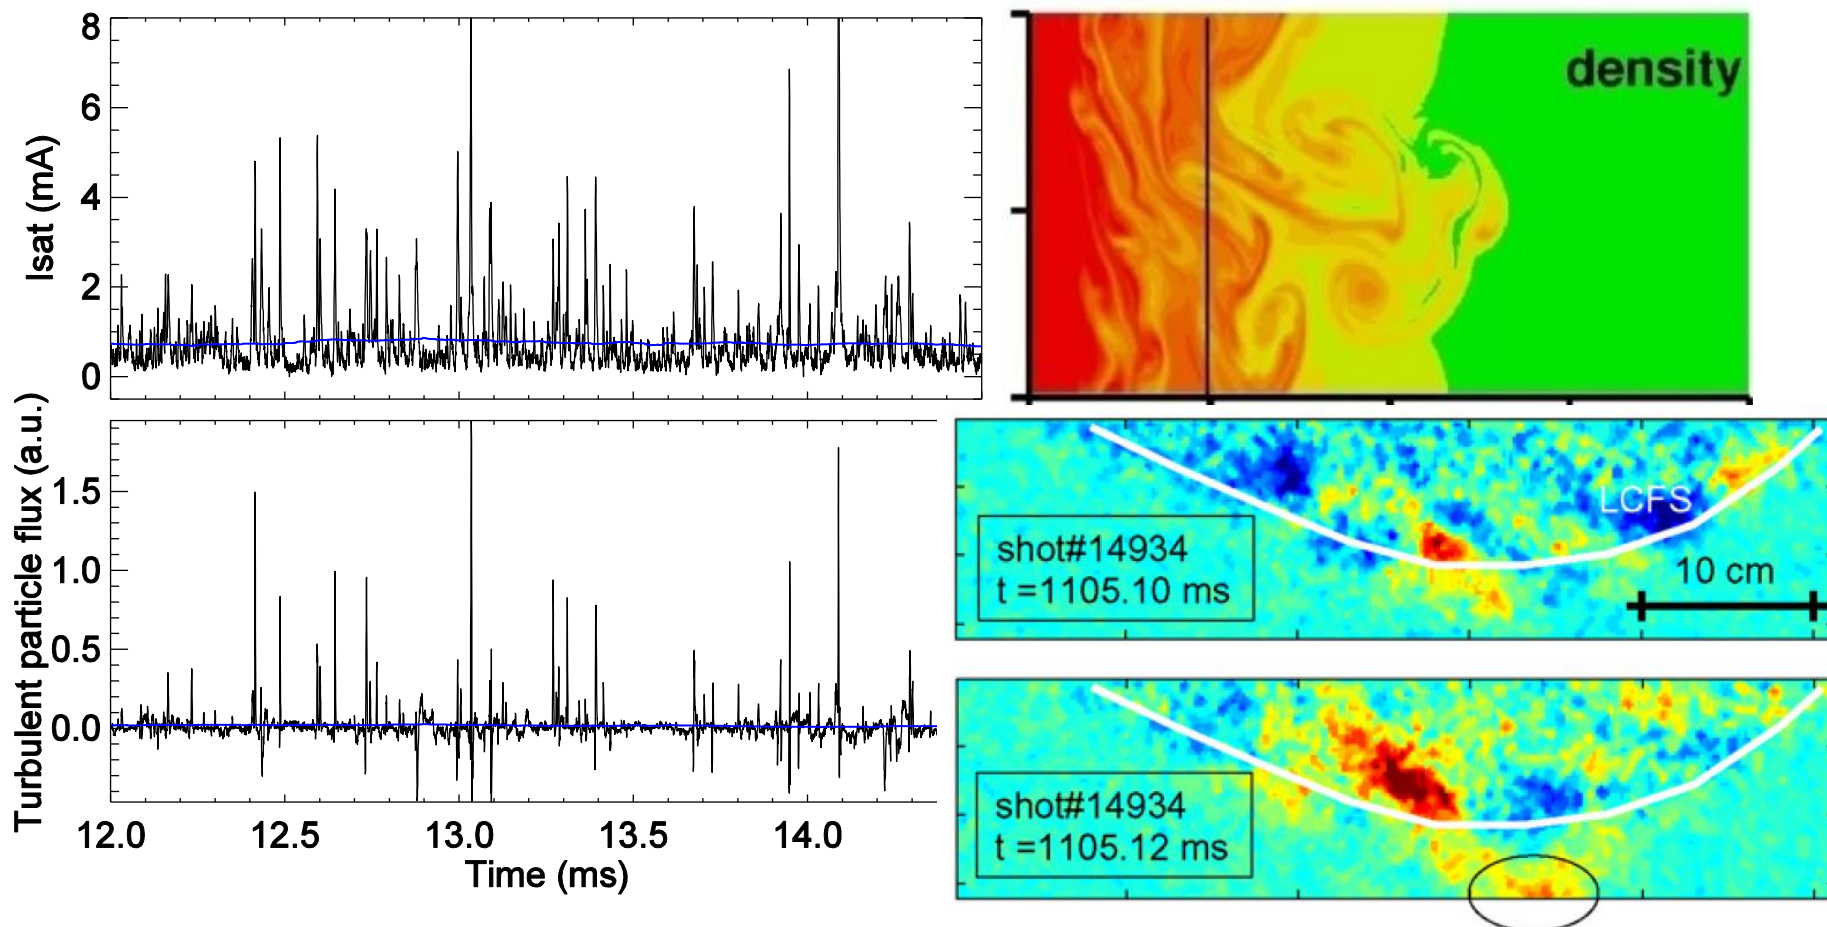 8
6
4
2
0
Isat (mA)
density
1.5
1.0
0.5
0.0
Turbulent particle flux (a.u.)
12.0 12.5 13.0 13.5 14.0
Time (ms)
LCFS
shot#14934
t =1105.10 ms
10 cm
shot#14934
t =1105.12 ms